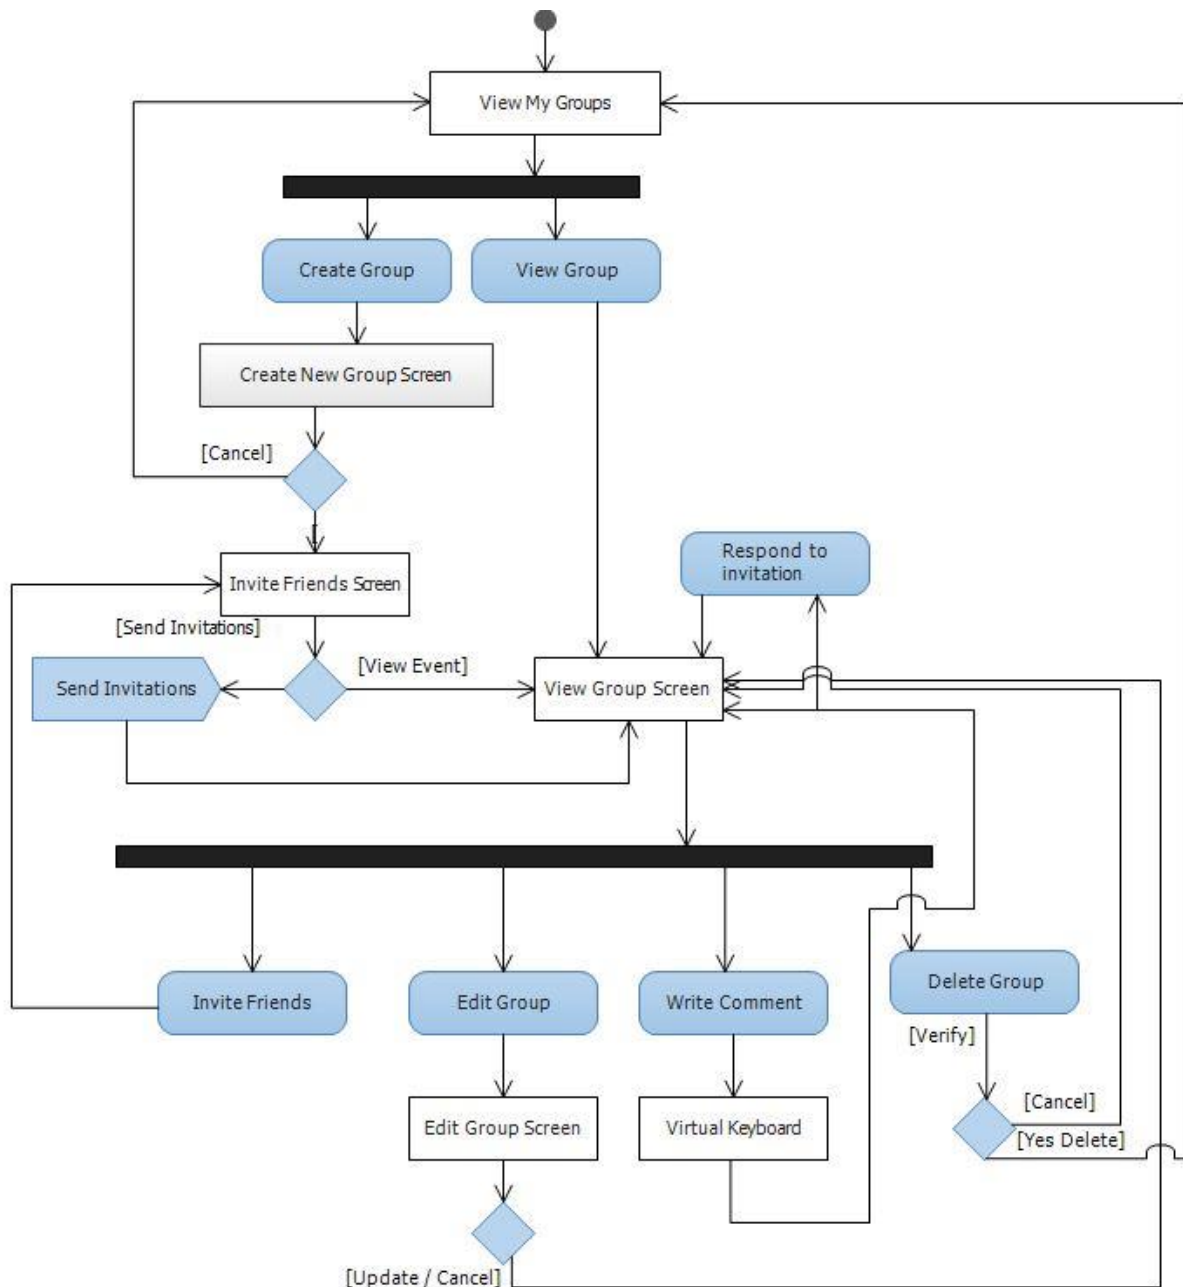 View My Groups
Create Group
View Group
Create New Group Screen
[Cancel]
[
Invite Friends Screen
Respond to
invitation
[Send Invitations]
[View Event]
Send Invitations
View Group Screen
Invite Friends
Edit Group
Write Comment
Delete Group
[Verify]
[Cancel]
[Yes Delete]
Edit Group Screen
Virtual Keyboard
[Update / Cancel]